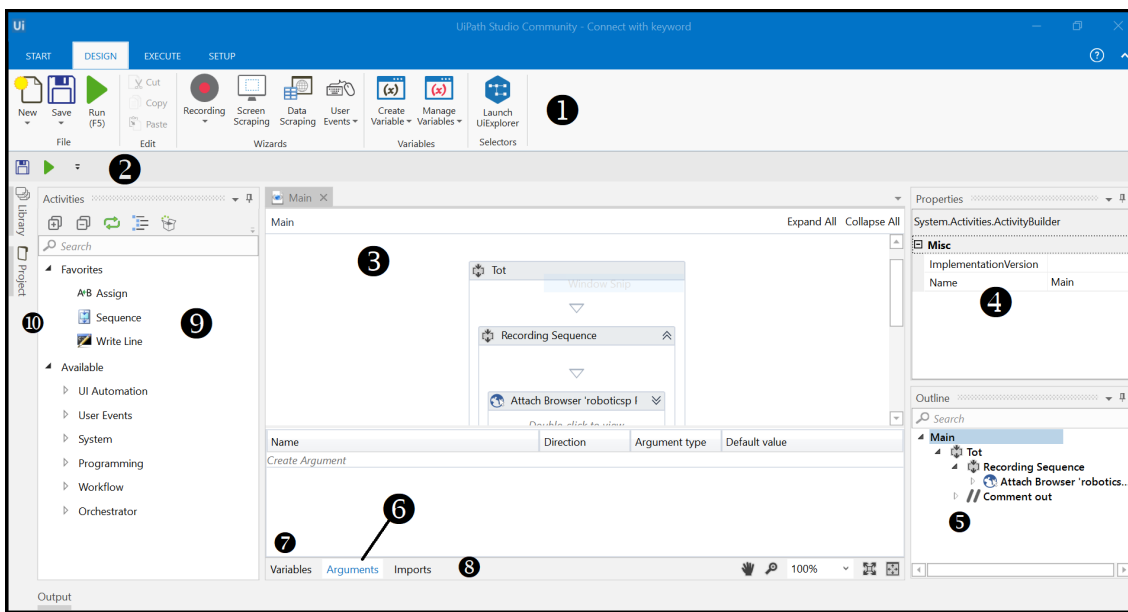 Ui UiPath Studio Community - Connect with keyword
START DESIGN EXECUTE SETUP
New
Save
Run
(F5)
File
Cut
Copy
Paste
Edit
Recording
Screen
Scraping
Data
Scraping
User
Events
Wizards
Create
Variable
Manage
Variables
Variables
Launch
UiExplorer
Selectors
1
2
Library
Project
10
Activities
Search
Favorites
A+B Assign
Sequence
Write Line
9
Available
UI Automation
User Events
System
Programming
Workflow
Orchestrator
Main
Main Expand All Collapse All
3
Tot
Window Snip
Recording Sequence
Attach Browser 'roboticsp
Double-click to view
Name Direction Argument type Default value
Create Argument
6
7
Variables Arguments Imports 8 100%
Properties
System.Activities.ActivityBuilder
Misc
ImplementationVersion
Name Main
4
Outline
Search
Main
Tot
Recording Sequence
Attach Browser 'robotics...
// Comment out
5
Output